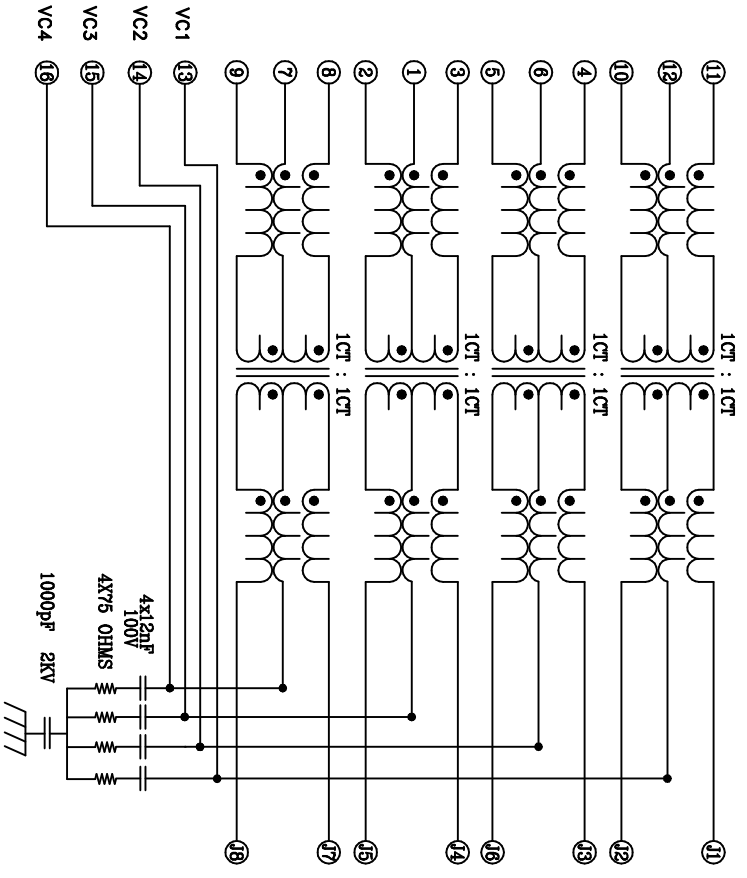 1CT : 1CT
11
J1
12
10
J2
1CT : 1CT
4
J3
6
5
J6
1CT : 1CT
3
J4
1
2
J5
1CT : 1CT
8
J7
7
9
J8
VC1 13
VC2 14
4x12nF
100V
VC3 15
4X75 OHMS
VC4 16
1000pF 2KV